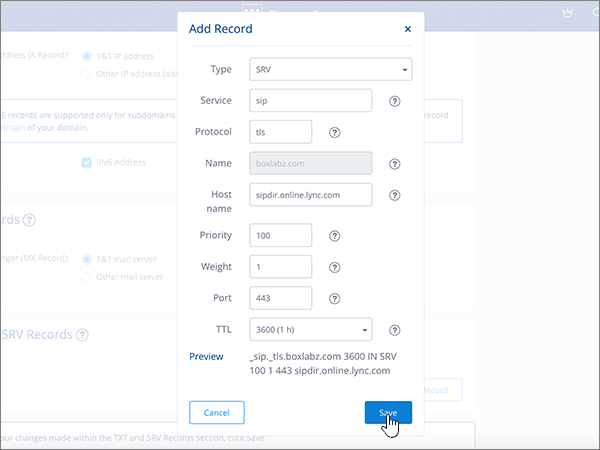 1&1
Add Record
ddress (A Record):
1&1 IP address
Other IP address (als
E records are supported only for subdomains.
record
omain of your domain.
IPv6 Address
rds
nger (MX Record):
1&1 mail server
Other mail server
SRV Records
ecord
our changes made within the TXT and SRV Records section, click Save.
Type
SRV
Service
sip
Protocol
tls
Name
boxlabz.com
Host
name
sipdir.online.lync.com
Priority
100
Weight
1
Port
443
TTL
3600 (1 h)
Preview
_sip._tls.boxlabz.com 3600 IN SRV
100 1 443 sipdir.online.lync.com
Cancel
Save